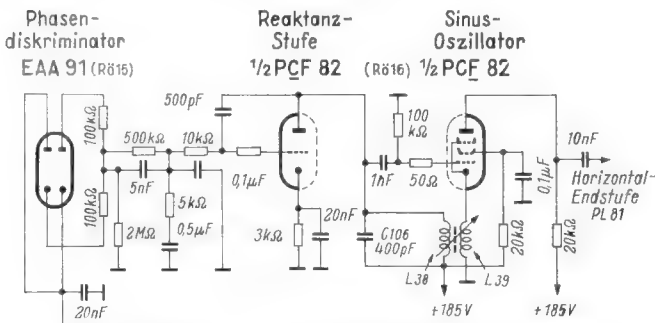 Phasen-
diskriminator
EAA 91 (Rö15)
Reaktanz-
Stufe
½ PCF 82
(Rö16)
Sinus-
Oszillator
½ PCF 82
500pF
100kΩ
500kΩ
10kΩ
100
kΩ
10nF
0,1µF
5nF
1nF
50Ω
0,1µF
Horizontal-
Endstufe
PL 81
100kΩ
5kΩ
20nF
2MΩ
0,5µF
3kΩ
C106
400pF
20kΩ
20kΩ
L38
L39
20nF
+185V
+185V